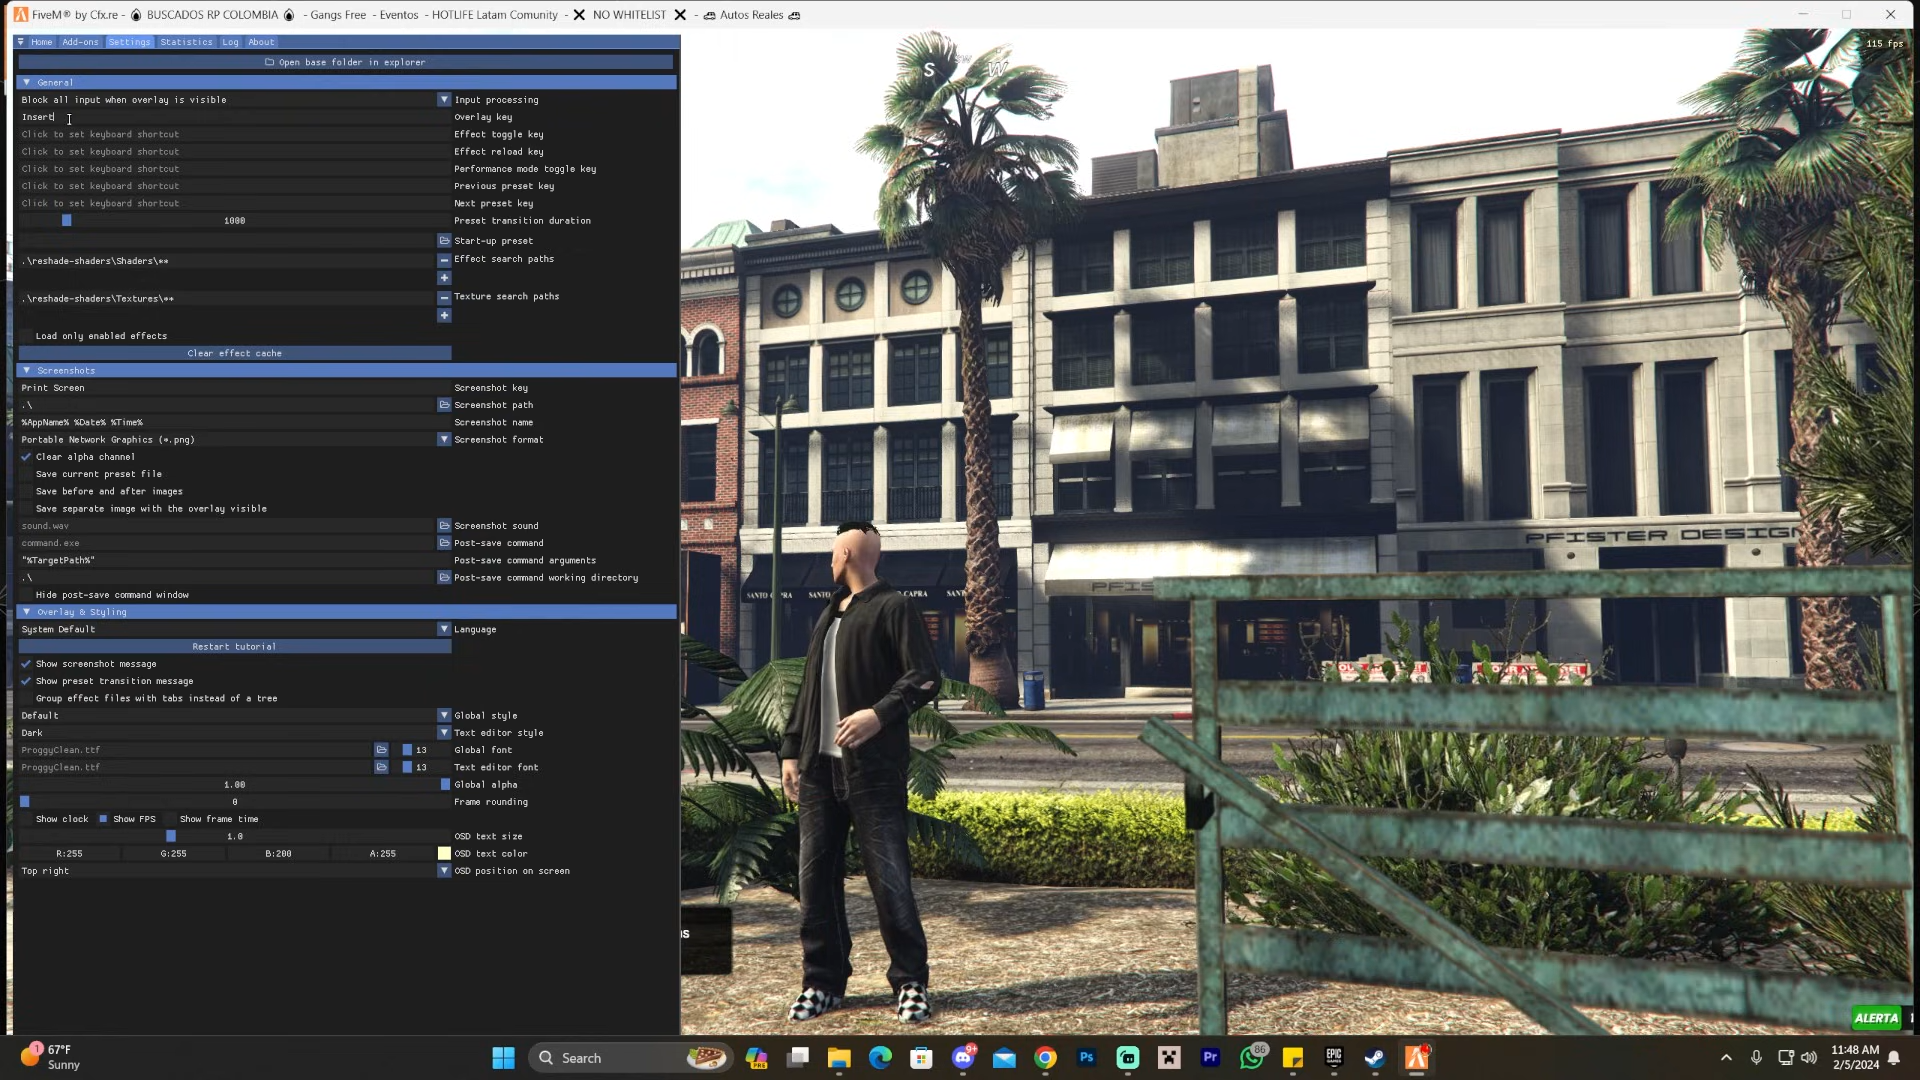 FiveM® by Cfx.re - BUSCADOS RP COLOMBIA - Gangs Free - Eventos - HOTLIFE Latam Comunity - ❌ NO WHITELIST ❌ - Autos Reales
Home Add-ons Settings Statistics Log About
115 fps
Open base folder in explorer
S SW W
General
Block all input when overlay is visible Input processing
Insert Overlay key
Click to set keyboard shortcut Effect toggle key
Click to set keyboard shortcut Effect reload key
Click to set keyboard shortcut Performance mode toggle key
Click to set keyboard shortcut Previous preset key
Click to set keyboard shortcut Next preset key
1000 Preset transition duration
Start-up preset
.\reshade-shaders\Shaders\** Effect search paths
.\reshade-shaders\Textures\** Texture search paths
Load only enabled effects
Clear effect cache
Screenshots
Print Screen Screenshot key
.\ Screenshot path
%AppName% %Date% %Time% Screenshot name
Portable Network Graphics (*.png) Screenshot format
Clear alpha channel
Save current preset file
Save before and after images
Save separate image with the overlay visible
sound.wav Screenshot sound
command.exe Post-save command
"%TargetPath%" Post-save command arguments
.\ Post-save command working directory
Hide post-save command window
Overlay & Styling
System Default Language
Restart tutorial
Show screenshot message
Show preset transition message
Group effect files with tabs instead of a tree
Default Global style
Dark Text editor style
ProggyClean.ttf 13 Global font
ProggyClean.ttf 13 Text editor font
1.00 Global alpha
0 Frame rounding
Show clock Show FPS Show frame time
1.0 OSD text size
R:255 G:255 B:200 A:255 OSD text color
Top right OSD position on screen
PFISTER DESIGN
SANTO CAPRA
ALERTA
1 67°F
Sunny
Search
PRE
9+
Ps
Pr
86
EPIC
GAMES
11:48 AM
2/5/2024